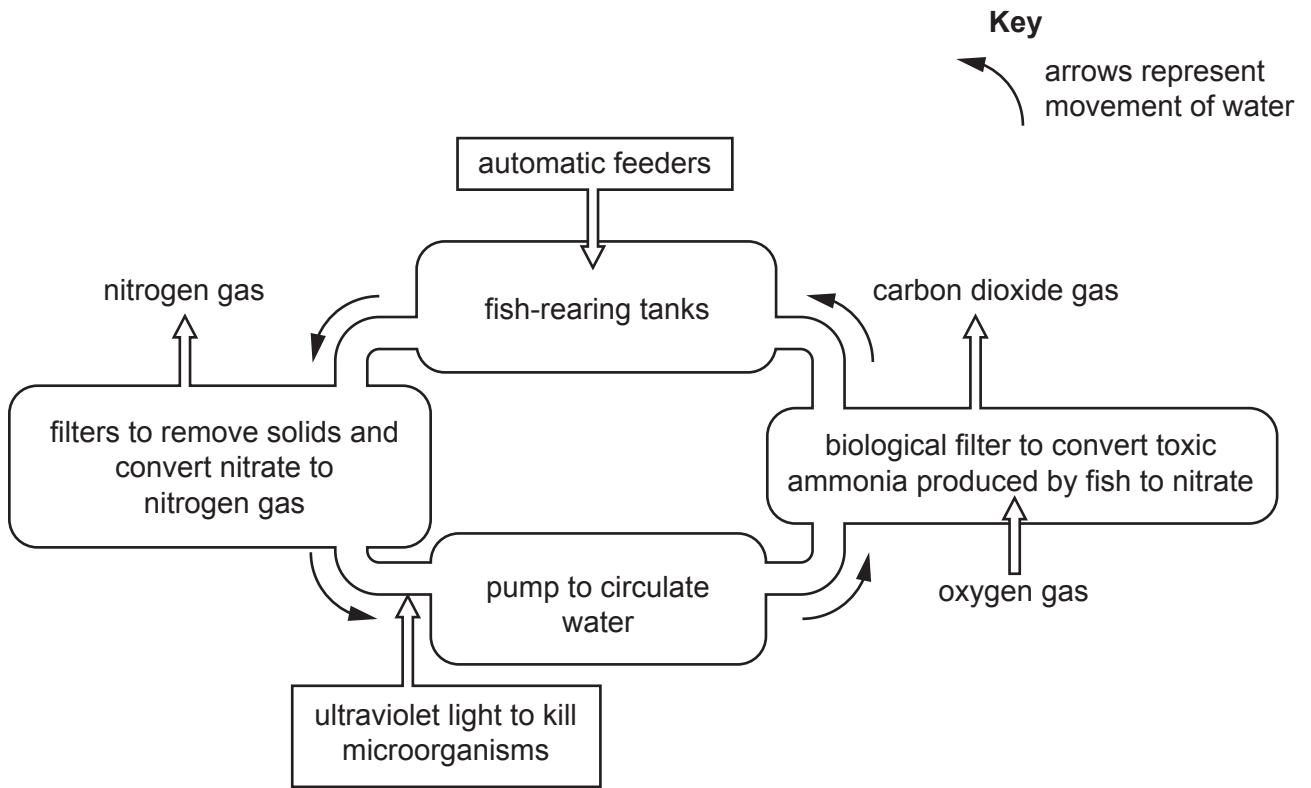 Key
arrows represent
movement of water
automatic feeders
nitrogen gas
fish-rearing tanks
carbon dioxide gas
filters to remove solids and
convert nitrate to
nitrogen gas
biological filter to convert toxic
ammonia produced by fish to nitrate
pump to circulate
water
oxygen gas
ultraviolet light to kill
microorganisms